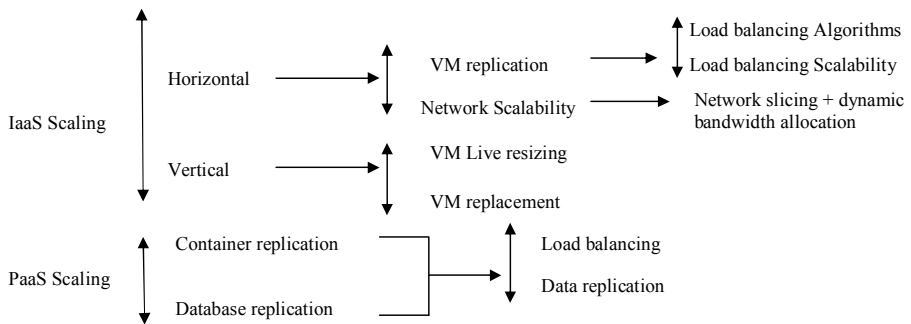 Load balancing Algorithms
VM replication
Load balancing Scalability
Horizontal
Network Scalability
Network slicing + dynamic
bandwidth allocation
IaaS Scaling
VM Live resizing
Vertical
VM replacement
Container replication
Load balancing
PaaS Scaling
Data replication
Database replication